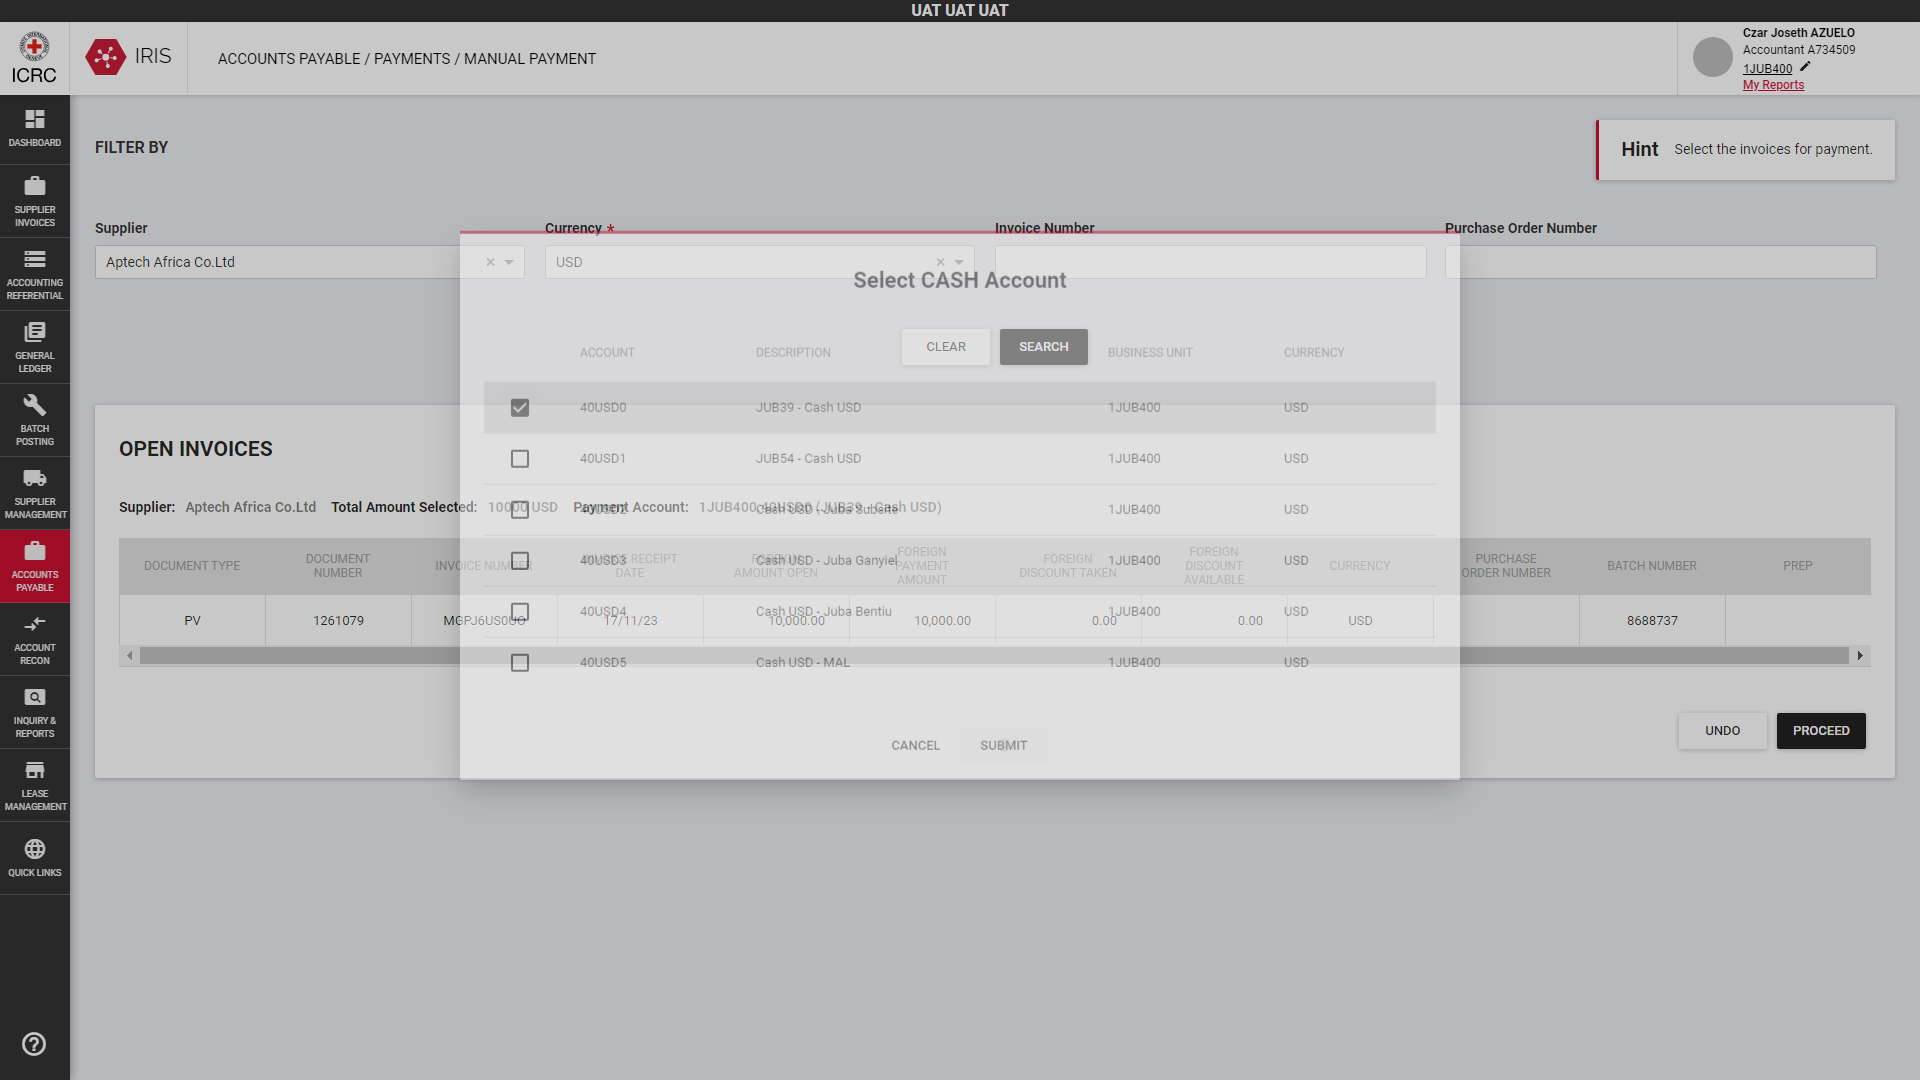 UAT UAT UAT
ICRC
IRIS
ACCOUNTS PAYABLE / PAYMENTS / MANUAL PAYMENT
Czar Joseth AZUELO
Accountant A734509
1JUB400
My Reports
DASHBOARD
SUPPLIER
INVOICES
ACCOUNTING
REFERENTIAL
GENERAL
LEDGER
BATCH
POSTING
SUPPLIER
MANAGEMENT
ACCOUNTS
PAYABLE
ACCOUNT
RECON
INQUIRY &
REPORTS
LEASE
MANAGEMENT
QUICK LINKS
FILTER BY
Hint Select the invoices for payment.
Supplier
Aptech Africa Co.Ltd
Currency *
USD
Invoice Number
Purchase Order Number
CLEAR
SEARCH
Select CASH Account
ACCOUNT DESCRIPTION BUSINESS UNIT CURRENCY
40USD0 JUB39 - Cash USD 1JUB400 USD
40USD1 JUB54 - Cash USD 1JUB400 USD
40USD2 Cash USD - Juba Subsite 1JUB400 USD
40USD3 Cash USD - Juba Ganyiel 1JUB400 USD
40USD4 Cash USD - Juba Bentiu 1JUB400 USD
40USD5 Cash USD - MAL 1JUB400 USD
CANCEL SUBMIT
OPEN INVOICES
Supplier: Aptech Africa Co.Ltd Total Amount Selected: 10000 USD Payment Account: 1JUB400.40USD0 (JUB39 - Cash USD)
DOCUMENT TYPE
DOCUMENT
NUMBER
INVOICE NUMBER
INVOICE RECEIPT
DATE
FOREIGN
AMOUNT OPEN
FOREIGN
PAYMENT
AMOUNT
FOREIGN
DISCOUNT TAKEN
FOREIGN
DISCOUNT
AVAILABLE
CURRENCY
PURCHASE
ORDER NUMBER
BATCH NUMBER
PREP
PV 1261079 17/11/23 10,000.00 10,000.00 0.00 0.00 USD 8688737
UNDO
PROCEED